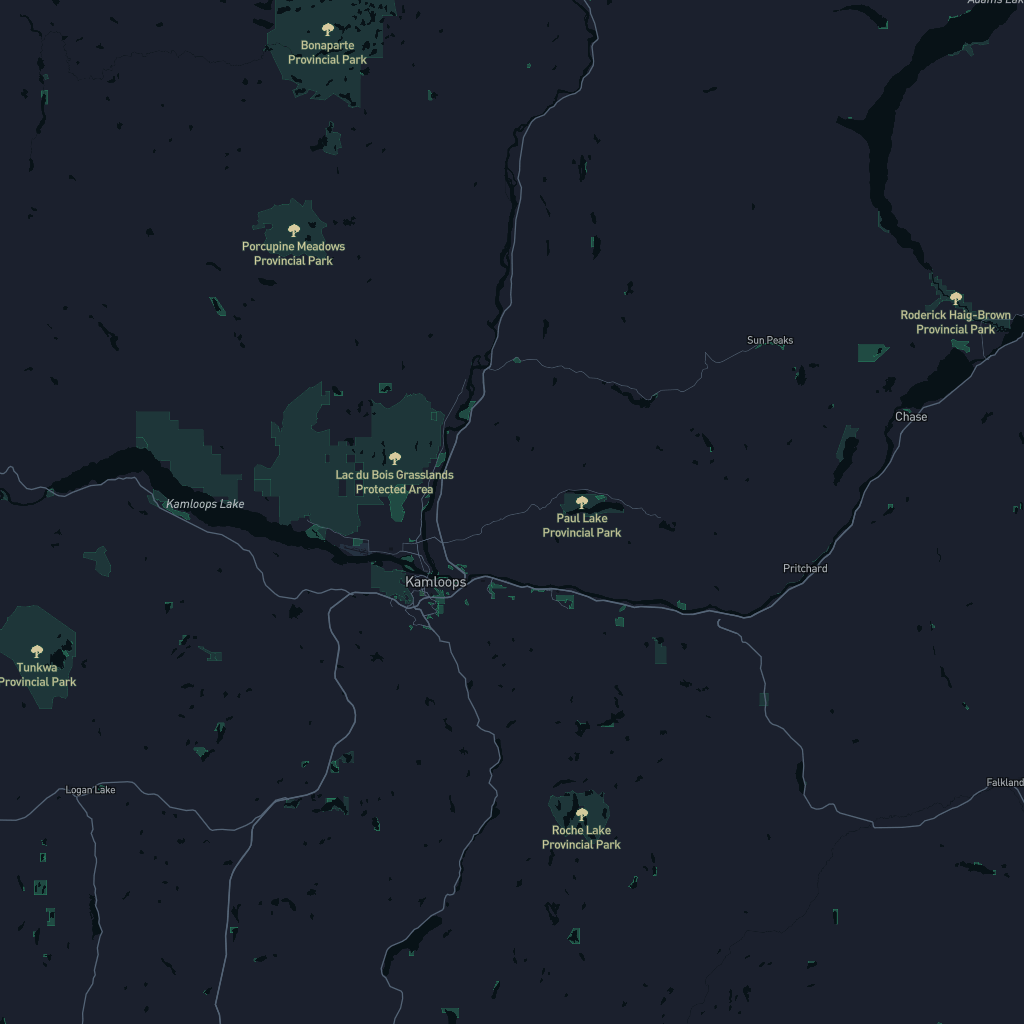 Adams Lak
Bonaparte
Provincial Park
Porcupine Meadows
Provincial Park
Roderick Haig-Brown
Provincial Park
Sun Peaks
Chase
Lac du Bois Grasslands
Protected Area
Kamloops Lake
Paul Lake
Provincial Park
Pritchard
Kamloops
Tunkwa
Provincial Park
Falkland
Logan Lake
Roche Lake
Provincial Park